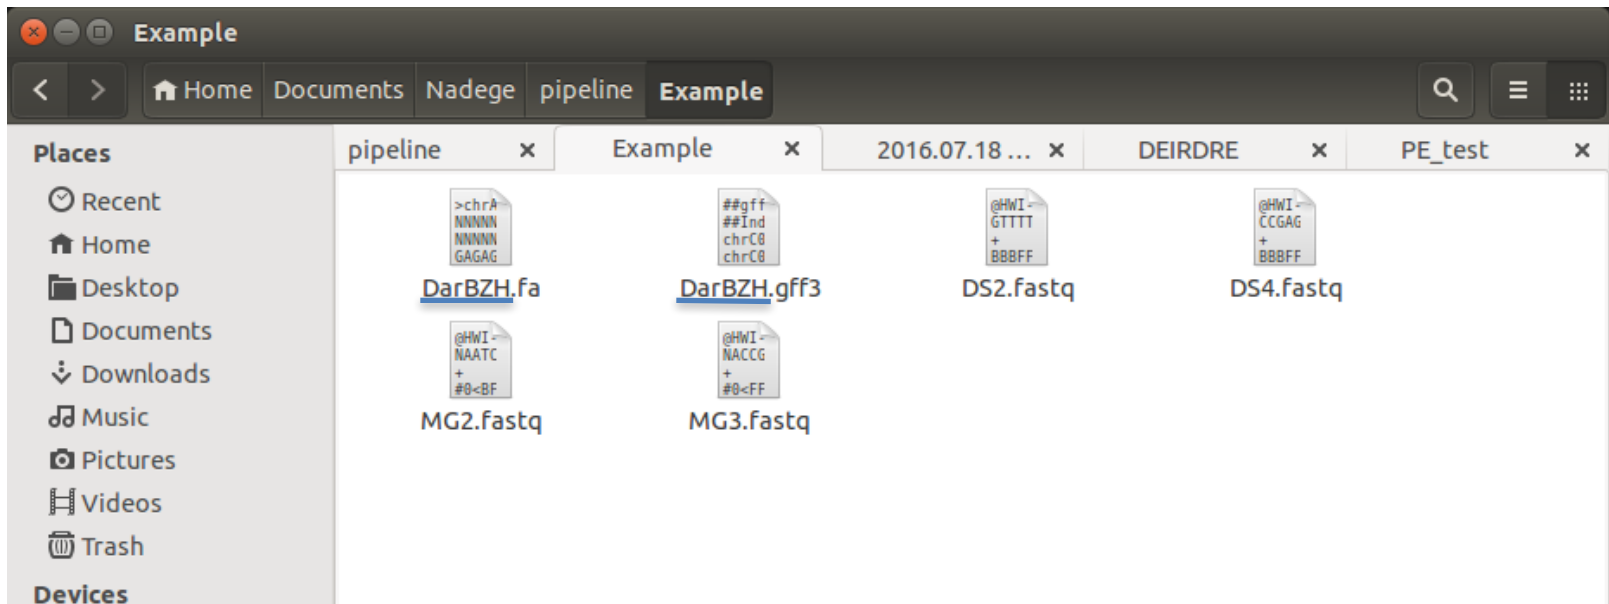 Example
Home Documents Nadege pipeline Example
Places
Recent
Home
Desktop
Documents
Downloads
Music
Pictures
Videos
Trash
Devices
pipeline Example 2016.07.18 ... DEIRDRE PE_test
>chrA
NNNNN
NNNNN
GAGAG
DarBZH.fa
##gff
##Ind
chrC0
chrC0
DarBZH.gff3
@HWI-
GTTTT
+
BBBFF
DS2.fastq
@HWI-
CCGAG
+
BBBFF
DS4.fastq
@HWI-
NAATC
+
#0<BF
MG2.fastq
@HWI-
NACCG
+
#0<FF
MG3.fastq